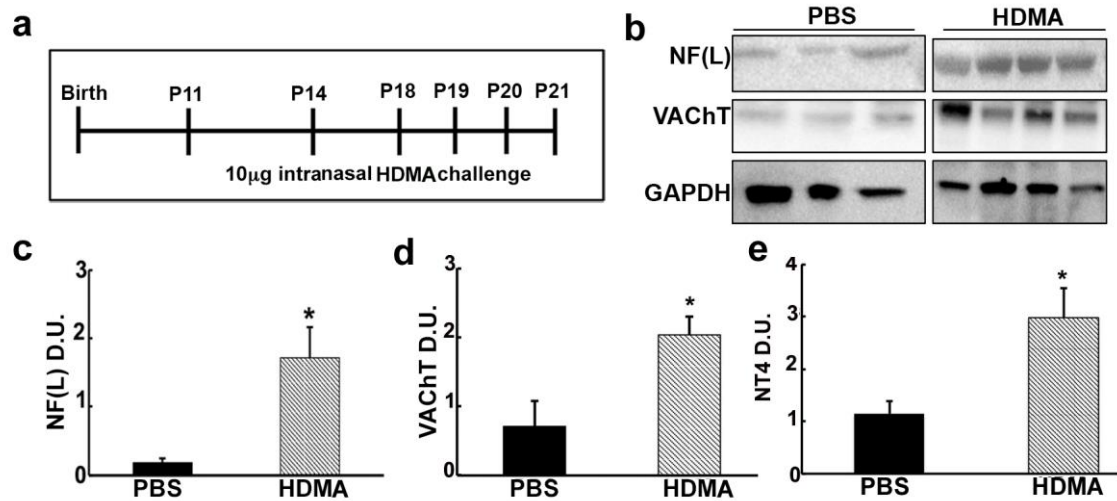 a
Birth P11 P14 P18 P19 P20 P21
10μg intranasal HDMA challenge
b
PBS HDMA
NF(L)
VAChT
GAPDH
c
NF(L) D.U.
3
2
1
0
*
PBS HDMA
d
VAChT D.U.
3
2
1
0
*
PBS HDMA
e
NT4 D.U.
4
3
2
1
0
*
PBS HDMA